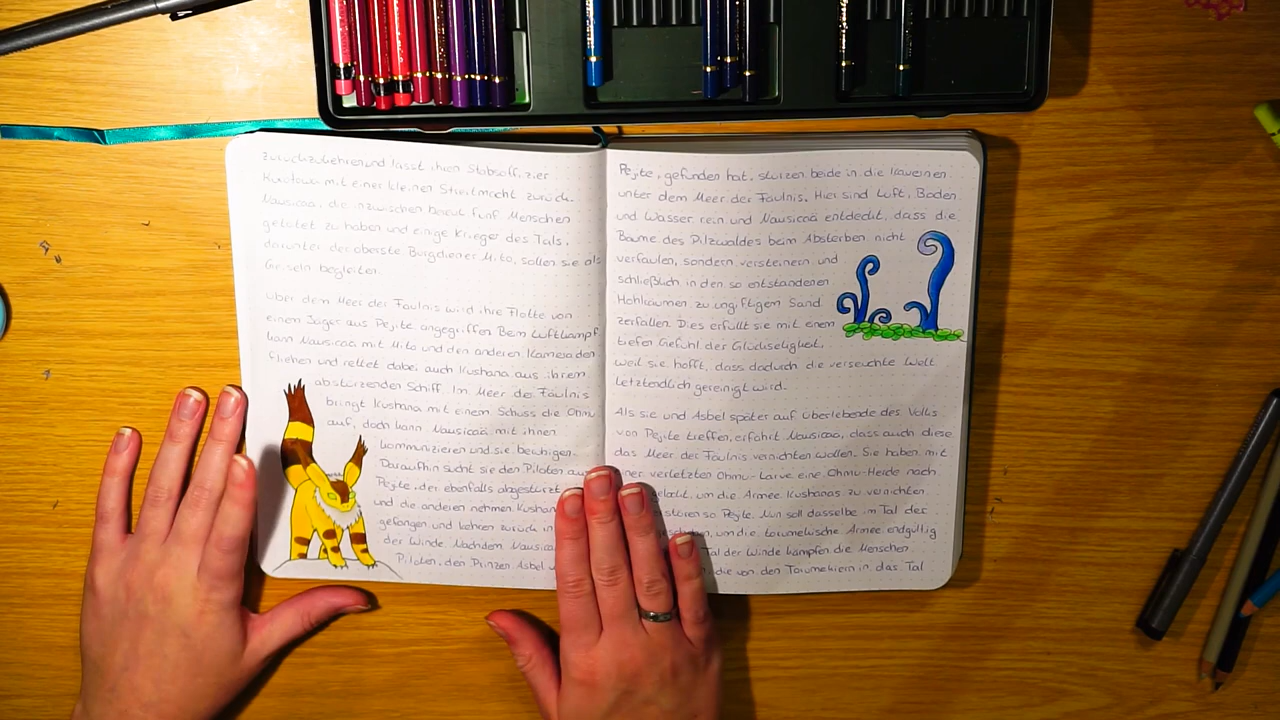 zurückzukehren und lässt ihren Stabsoffizier
Kurotowa mit einer kleinen Streitmacht zurück.
Nausicaä, die inzwischen bereut fünf Menschen
getötet zu haben und einige Krieger des Tals,
darunter der oberste Burgdiener Mito, sollen sie als
Geiseln begleiten.
Über dem Meer der Fäulnis wird ihre Flotte von
einem Jäger aus Pejite angegriffen. Beim Luftkampf
kann Nausicaä mit Mito und den anderen Kameraden
fliehen und rettet dabei auch Kushana aus ihrem
abstürzenden Schiff. Im Meer der Fäulnis
bringt Kushana mit einem Schuss die Ohmu
auf, doch kann Nausicaä mit ihnen
kommunizieren und sie beruhigen.
Daraufhin sucht sie den Piloten aus
Pejite, der ebenfalls abgestürzt
und die anderen nehmen Kushana
gefangen und kehren zurück in
der Winde. Nachdem Nausicaä
Piloten, den Prinzen Asbel
Pejite, gefunden hat, stürzen beide in die Kavernen
unter dem Meer der Fäulnis. Hier sind Luft, Boden
und Wasser rein und Nausicaä entdeckt, dass die
Bäume des Pilzwaldes beim Absterben nicht
verfaulen, sondern versteinern und
schließlich in den so entstandenen
Hohlräumen zu ungiftigem Sand
zerfallen. Dies erfüllt sie mit einem
tiefen Gefühl der Glückseligkeit,
weil sie hofft, dass dadurch die verseuchte Welt
letztendlich gereinigt wird.
Als sie und Asbel später auf Überlebende des Volks
von Pejite treffen, erfährt Nausicaä, dass auch diese
das Meer der Fäulnis vernichten wollen. Sie haben mit
einer verletzten Ohmu-Larve eine Ohmu-Herde nach
gelockt, um die Armee Kushanas zu vernichten
so Pejite. Nun soll dasselbe im Tal der
um die torumekische Armee endgültig
Tal der Winde kämpfen die Menschen
die von den Torumekiern in das Tal